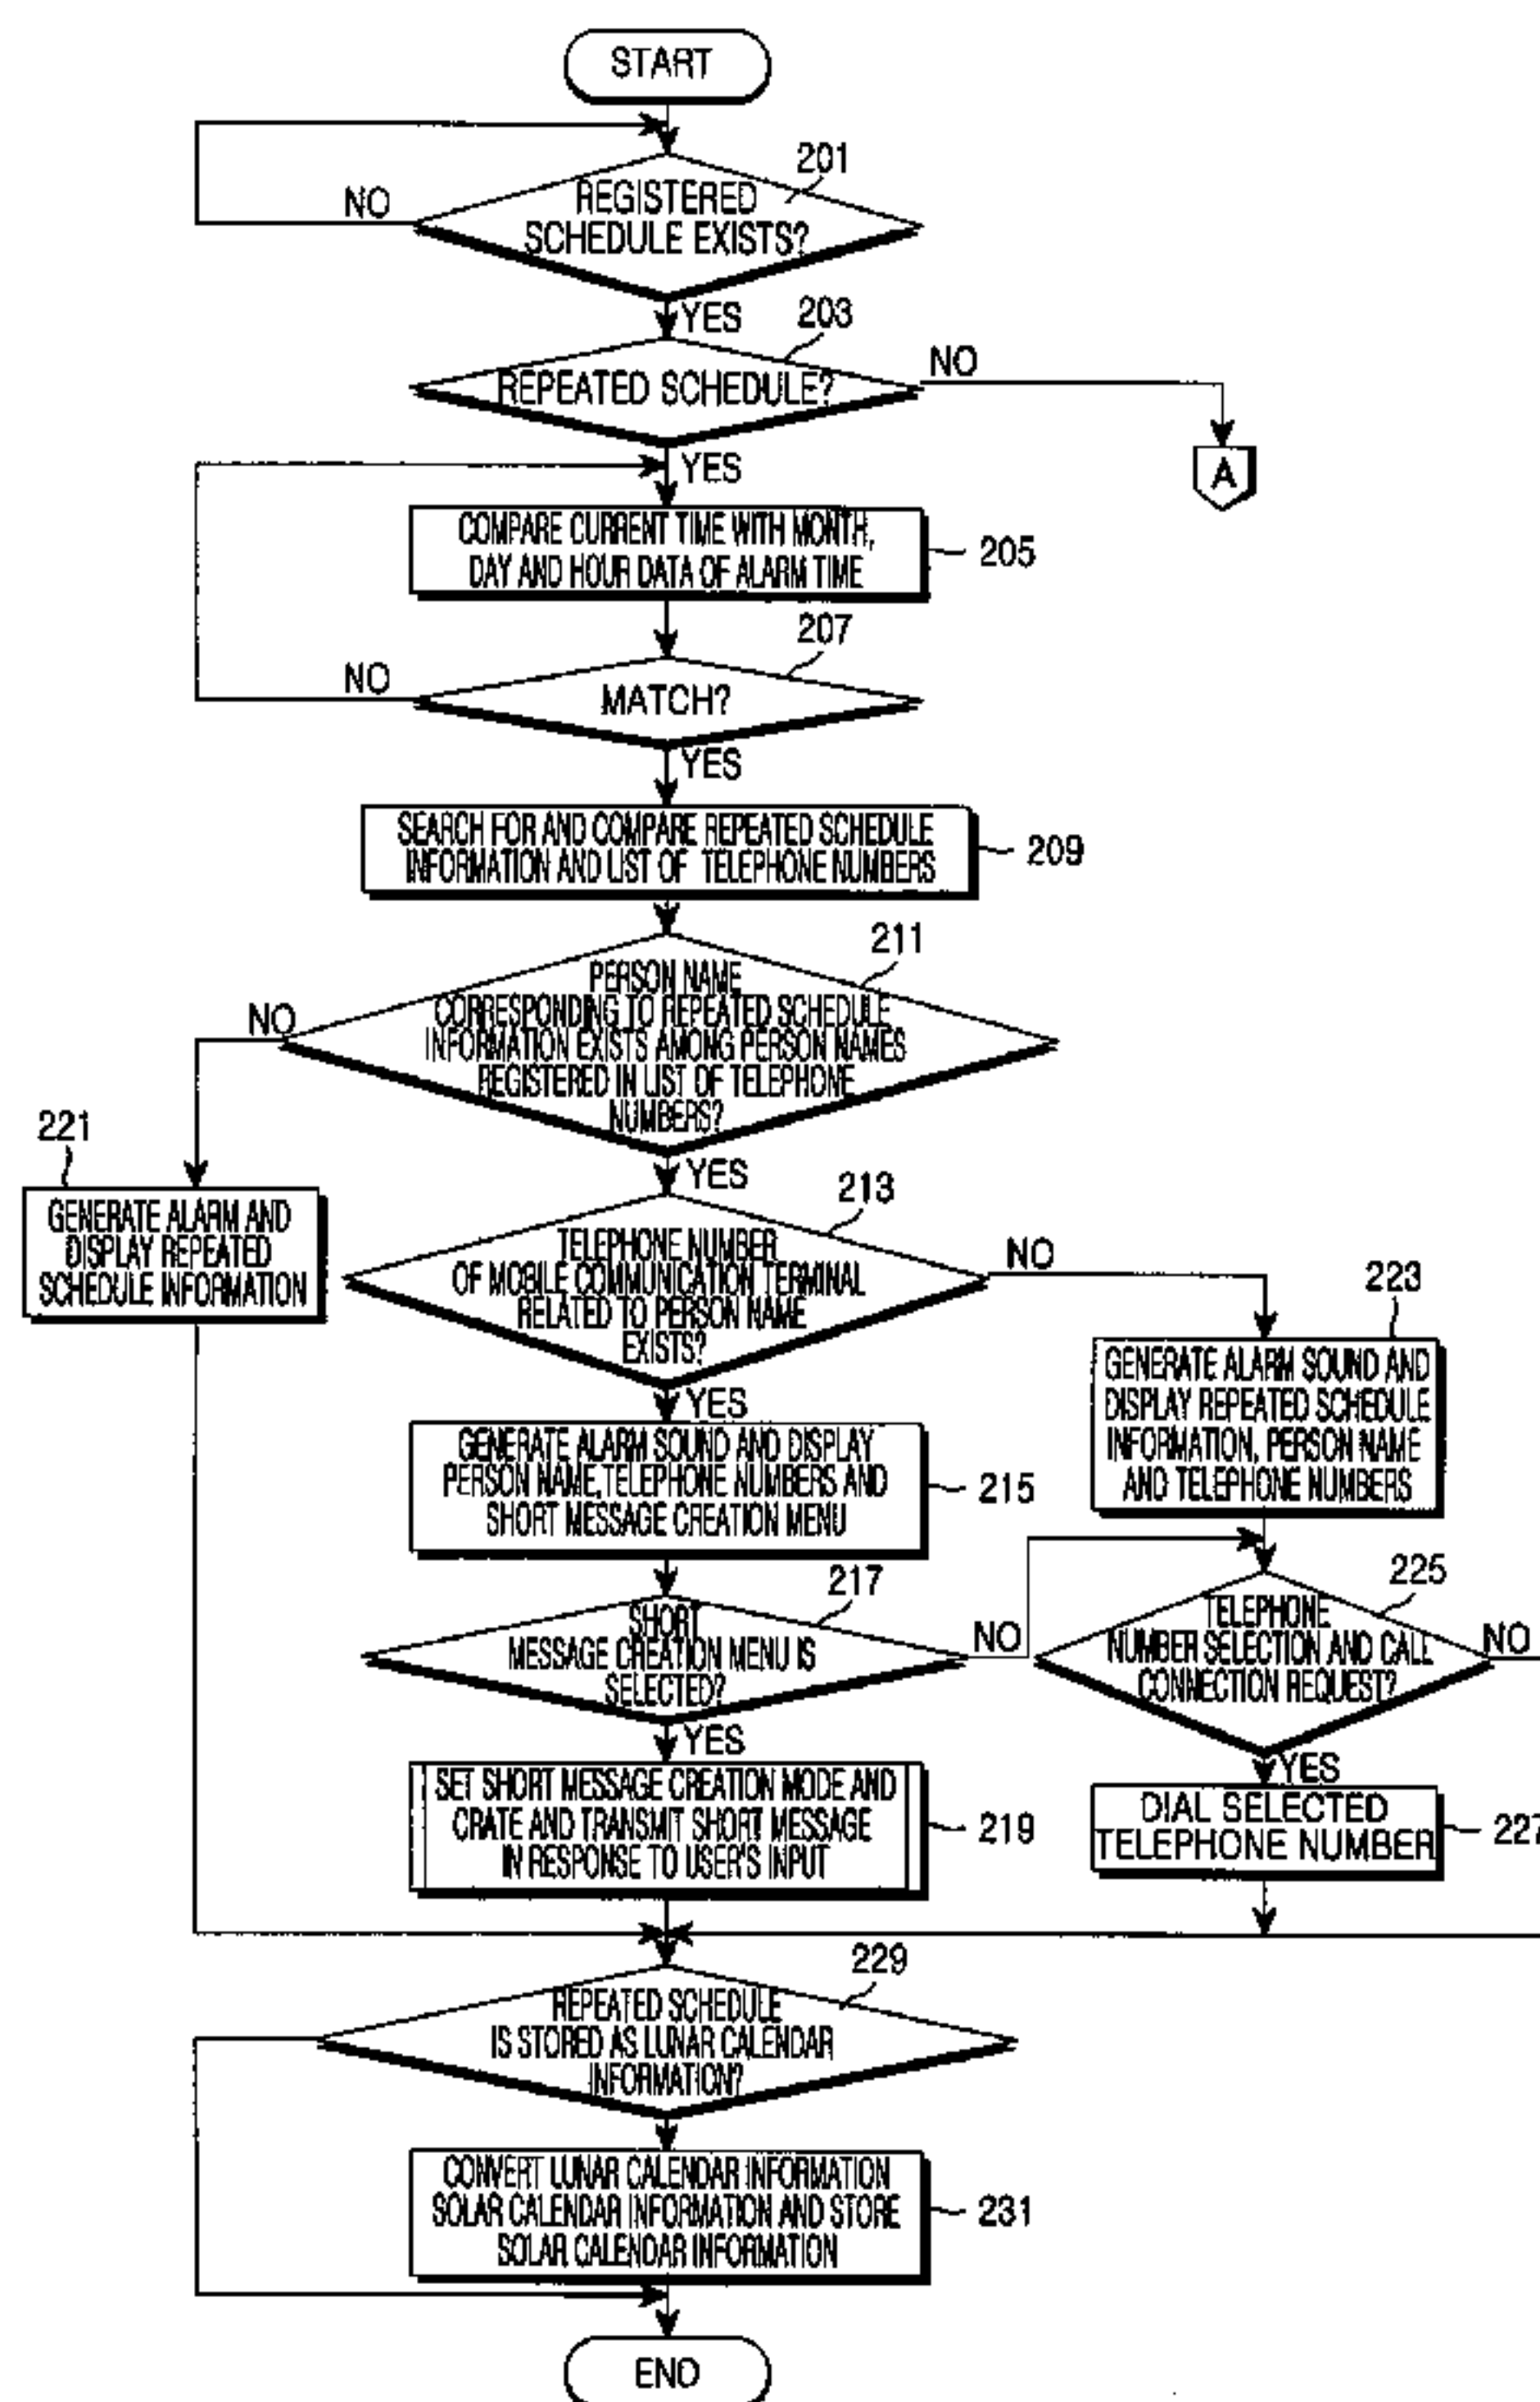 START
201
REGISTERED
SCHEDULE EXISTS?
NO
YES
203
REPEATED SCHEDULE?
NO
A
YES
COMPARE CURRENT TIME WITH MONTH,
DAY AND HOUR DATA OF ALARM TIME
205
207
MATCH?
NO
YES
SEARCH FOR AND COMPARE REPEATED SCHEDULE
INFORMATION AND LIST OF TELEPHONE NUMBERS
209
211
PERSON NAME
CORRESPONDING TO REPEATED SCHEDULE
INFORMATION EXISTS AMONG PERSON NAMES
REGISTERED IN LIST OF TELEPHONE
NUMBERS?
NO
YES
221
GENERATE ALARM AND
DISPLAY REPEATED
SCHEDULE INFORMATION
213
TELEPHONE NUMBER
OF MOBILE COMMUNICATION TERMINAL
RELATED TO PERSON NAME
EXISTS?
NO
YES
223
GENERATE ALARM SOUND AND
DISPLAY REPEATED SCHEDULE
INFORMATION, PERSON NAME
AND TELEPHONE NUMBERS
GENERATE ALARM SOUND AND DISPLAY
PERSON NAME, TELEPHONE NUMBERS AND
SHORT MESSAGE CREATION MENU
215
217
SHORT
MESSAGE CREATION MENU IS
SELECTED?
NO
YES
225
TELEPHONE
NUMBER SELECTION AND CALL
CONNECTION REQUEST?
NO
YES
SET SHORT MESSAGE CREATION MODE AND
CRATE AND TRANSMIT SHORT MESSAGE
IN RESPONSE TO USER'S INPUT
219
DIAL SELECTED
TELEPHONE NUMBER
227
229
REPEATED SCHEDULE
IS STORED AS LUNAR CALENDAR
INFORMATION?
CONVERT LUNAR CALENDAR INFORMATION
SOLAR CALENDAR INFORMATION AND STORE
SOLAR CALENDAR INFORMATION
231
END